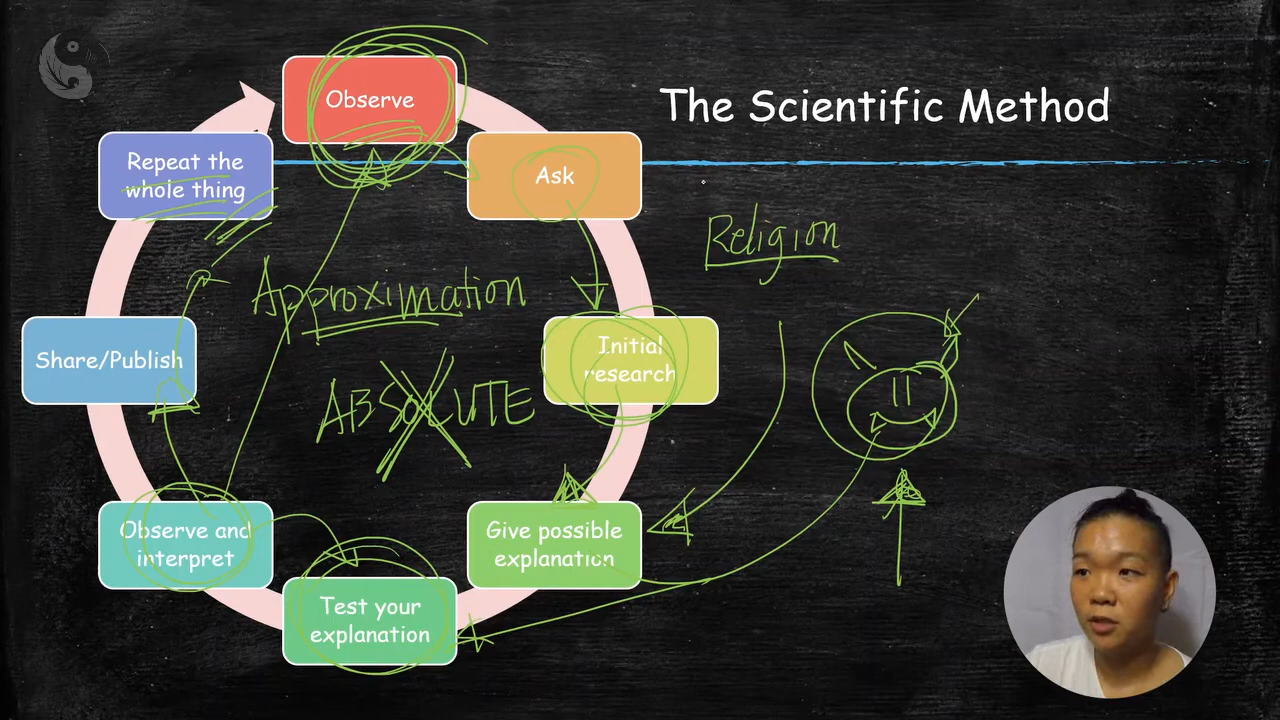 The Scientific Method
Observe
Ask
Initial
research
Give possible
explanation
Test your
explanation
Observe and
interpret
Share/Publish
Repeat the
whole thing
Approximation
ABSOLUTE
Religion